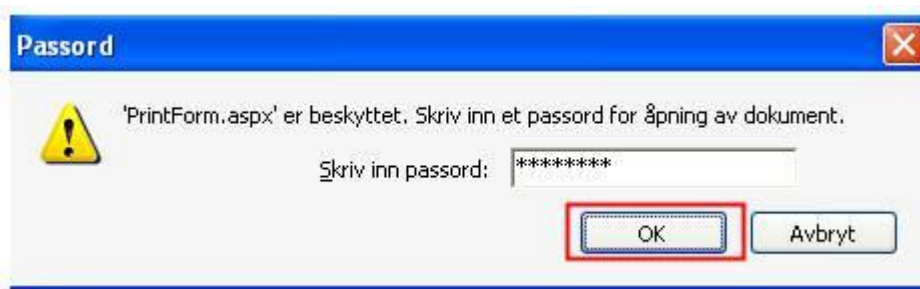 Passord
'PrintForm.aspx' er beskyttet. Skriv inn et passord for åpning av dokument.
Skriv inn passord: ********
OK Avbryt